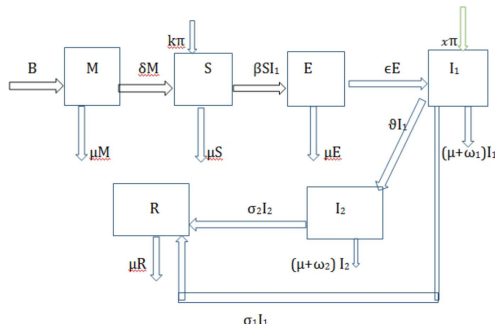 kπ xπ
B M δM S βSI₁ E ϵE I₁
μM μS μE ϑI₁ (μ+ω₁)I₁
R σ₂I₂ I₂
μR (μ+ω₂) I₂
σ₁I₁